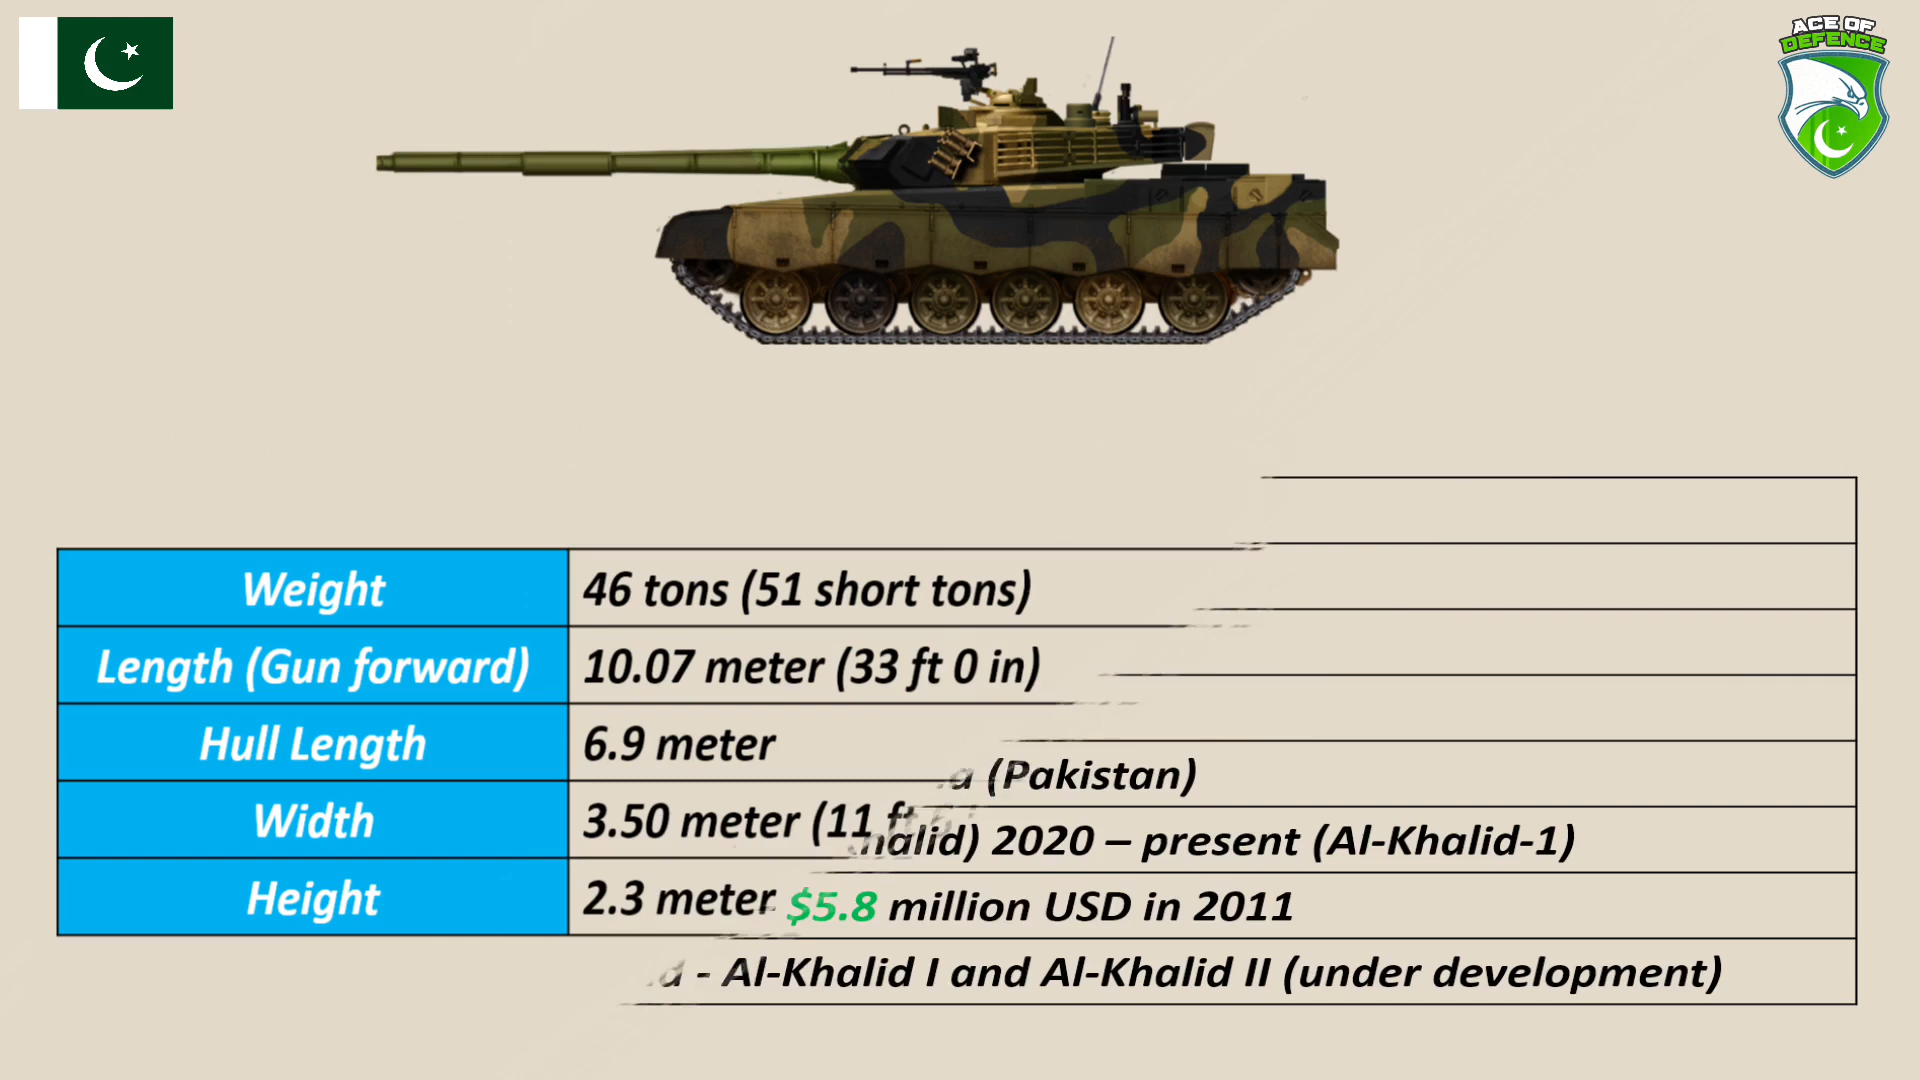 ACE OF
DEFENCE
Weight 46 tons (51 short tons)
Length (Gun forward) 10.07 meter (33 ft 0 in)
Hull Length 6.9 meter
(Pakistan)
Width 3.50 meter (11 ft
2020 – present (Al-Khalid-1)
Height 2.3 meter
$5.8 million USD in 2011
- Al-Khalid I and Al-Khalid II (under development)